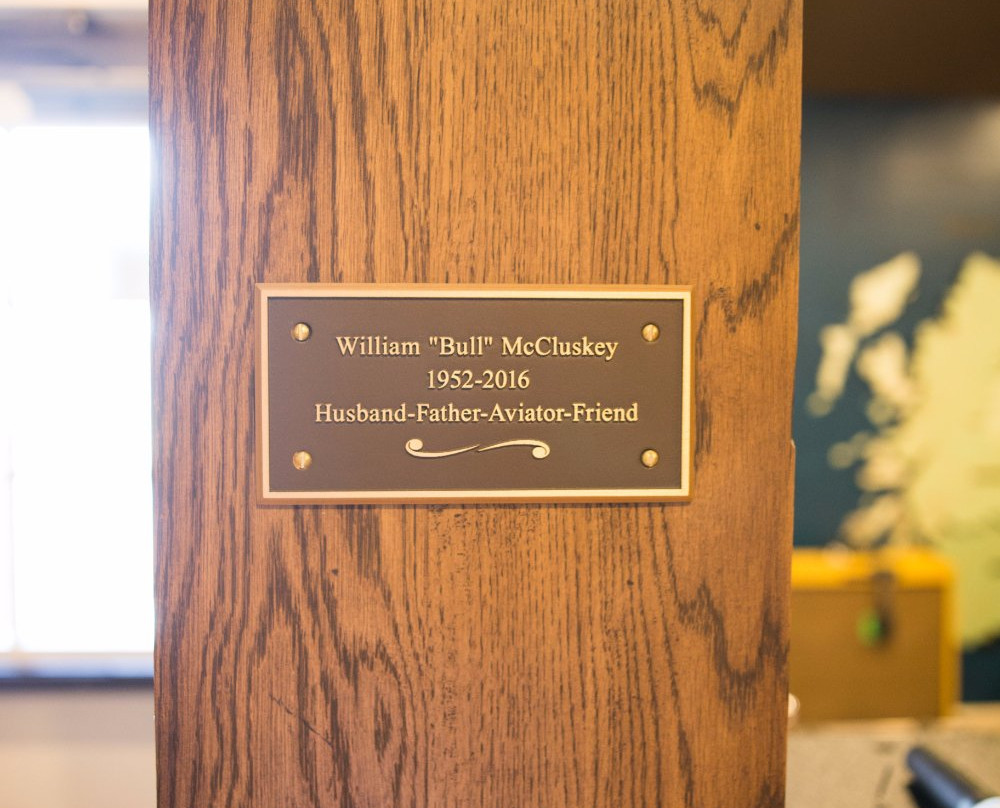 William "Bull" McCluskey
1952-2016
Husband-Father-Aviator-Friend